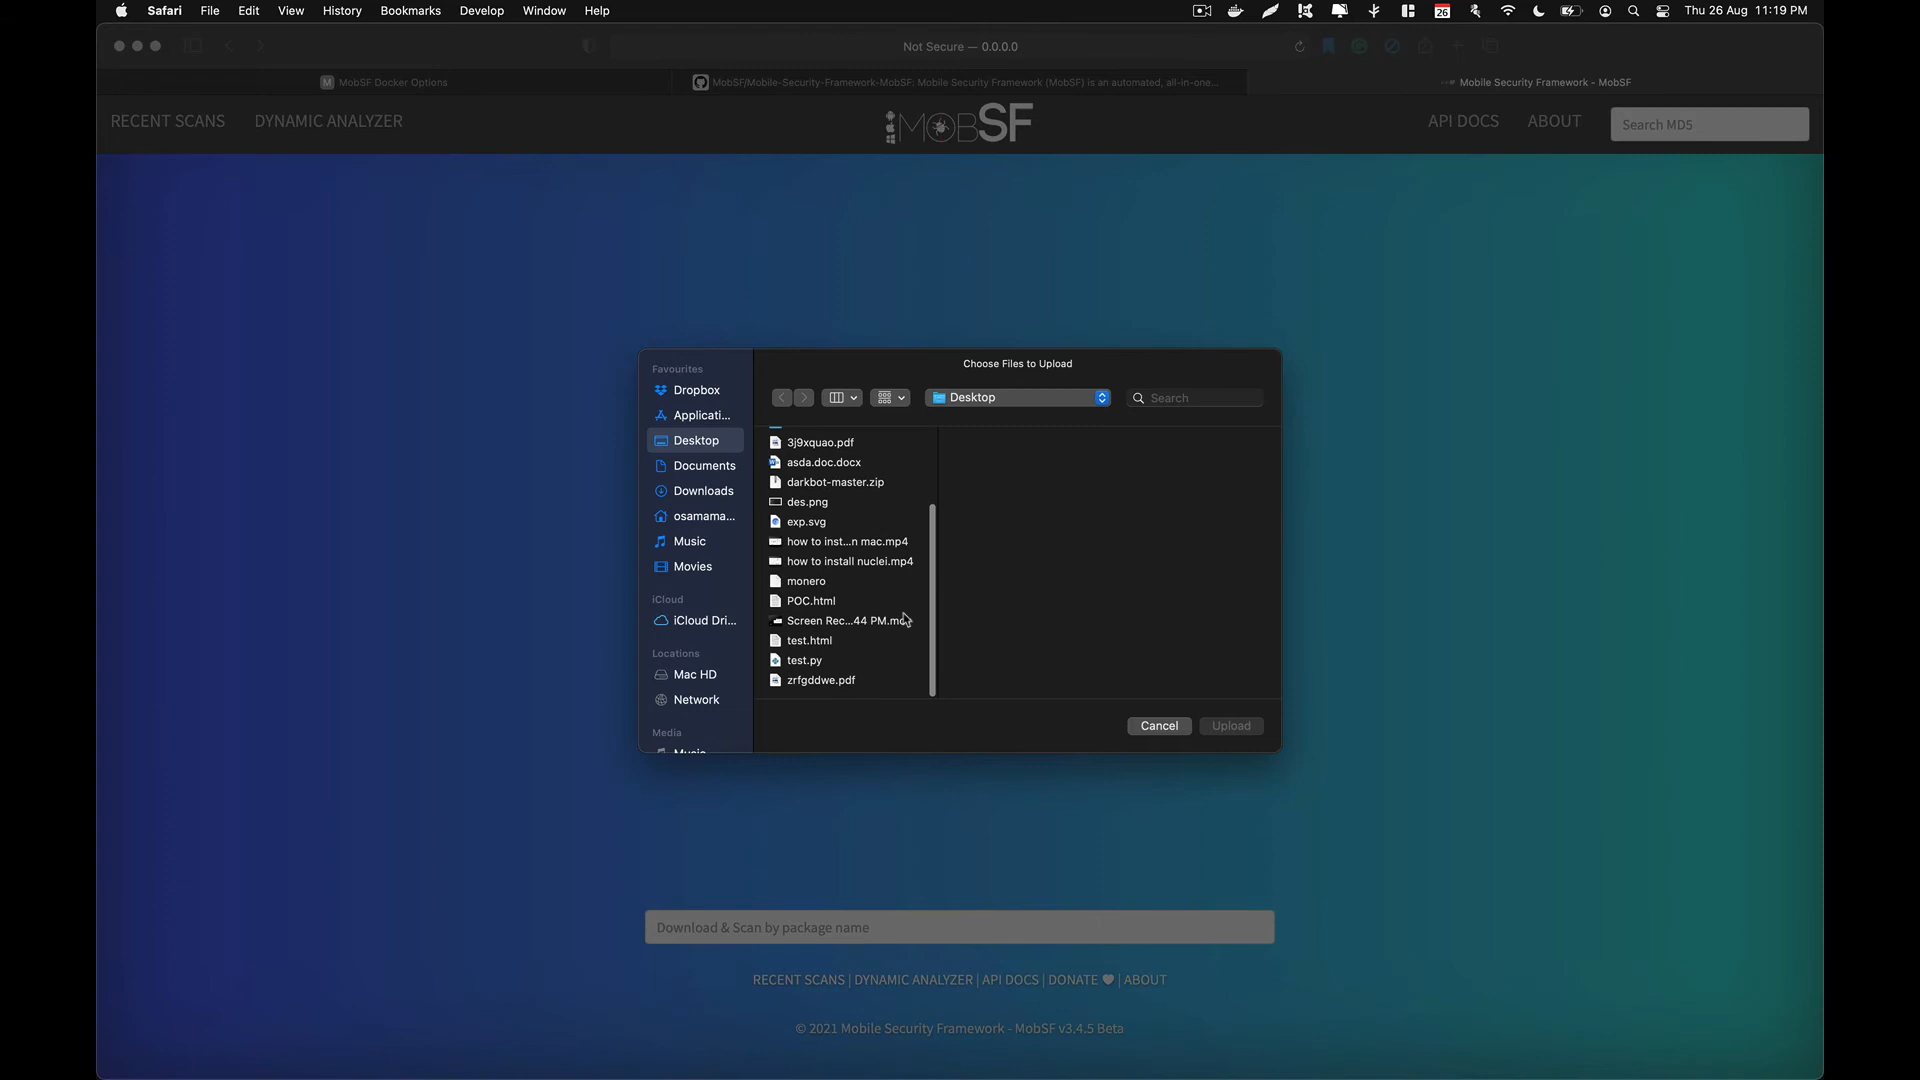 Safari File Edit View History Bookmarks Develop Window Help
26
Thu 26 Aug 11:19 PM
Not Secure — 0.0.0.0
M MobSF Docker Options
MobSF/Mobile-Security-Framework-MobSF: Mobile Security Framework (MobSF) is an automated, all-in-one...
Mobile Security Framework - MobSF
RECENT SCANS DYNAMIC ANALYZER
MOBSF
API DOCS ABOUT
Search MD5
Choose Files to Upload
Favourites
Dropbox
Applicati...
Desktop
Documents
Downloads
osamama...
Music
Movies
iCloud
iCloud Dri...
Locations
Mac HD
Network
Media
Music
Desktop
Search
3j9xquao.pdf
asda.doc.docx
darkbot-master.zip
des.png
exp.svg
how to inst...n mac.mp4
how to install nuclei.mp4
monero
POC.html
Screen Rec...44 PM.mo
test.html
test.py
zrfgddwe.pdf
Cancel Upload
Download & Scan by package name
RECENT SCANS | DYNAMIC ANALYZER | API DOCS | DONATE ♥ | ABOUT
© 2021 Mobile Security Framework - MobSF v3.4.5 Beta